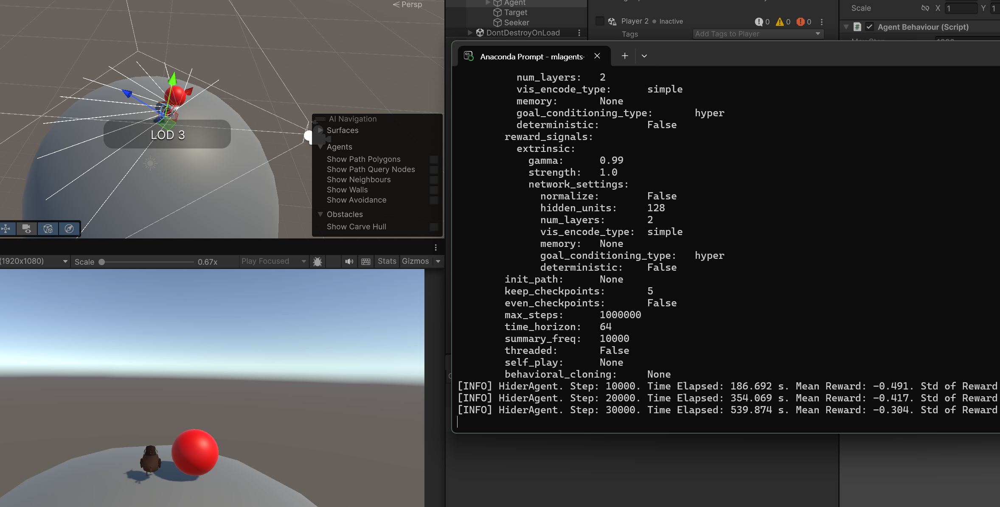 Persp
LOD 3
AI Navigation
Surfaces
Agents
Show Path Polygons
Show Path Query Nodes
Show Neighbours
Show Walls
Show Avoidance
Obstacles
Show Carve Hull
(1920x1080)
Scale 0.67x
Play Focused
Stats
Gizmos
Agent
Target
Seeker
DontDestroyOnLoad
Player 2 Inactive 0 0 0
Tags Add Tags to Player
Scale X 1 Y 1
# Agent Behaviour (Script)
Anaconda Prompt - mlagents-
num_layers: 2
vis_encode_type: simple
memory: None
goal_conditioning_type: hyper
deterministic: False
reward_signals:
extrinsic:
gamma: 0.99
strength: 1.0
network_settings:
normalize: False
hidden_units: 128
num_layers: 2
vis_encode_type: simple
memory: None
goal_conditioning_type: hyper
deterministic: False
init_path: None
keep_checkpoints: 5
even_checkpoints: False
max_steps: 1000000
time_horizon: 64
summary_freq: 10000
threaded: False
self_play: None
behavioral_cloning: None
[INFO] HiderAgent. Step: 10000. Time Elapsed: 186.692 s. Mean Reward: -0.491. Std of Reward
[INFO] HiderAgent. Step: 20000. Time Elapsed: 354.069 s. Mean Reward: -0.417. Std of Reward
[INFO] HiderAgent. Step: 30000. Time Elapsed: 539.874 s. Mean Reward: -0.304. Std of Reward